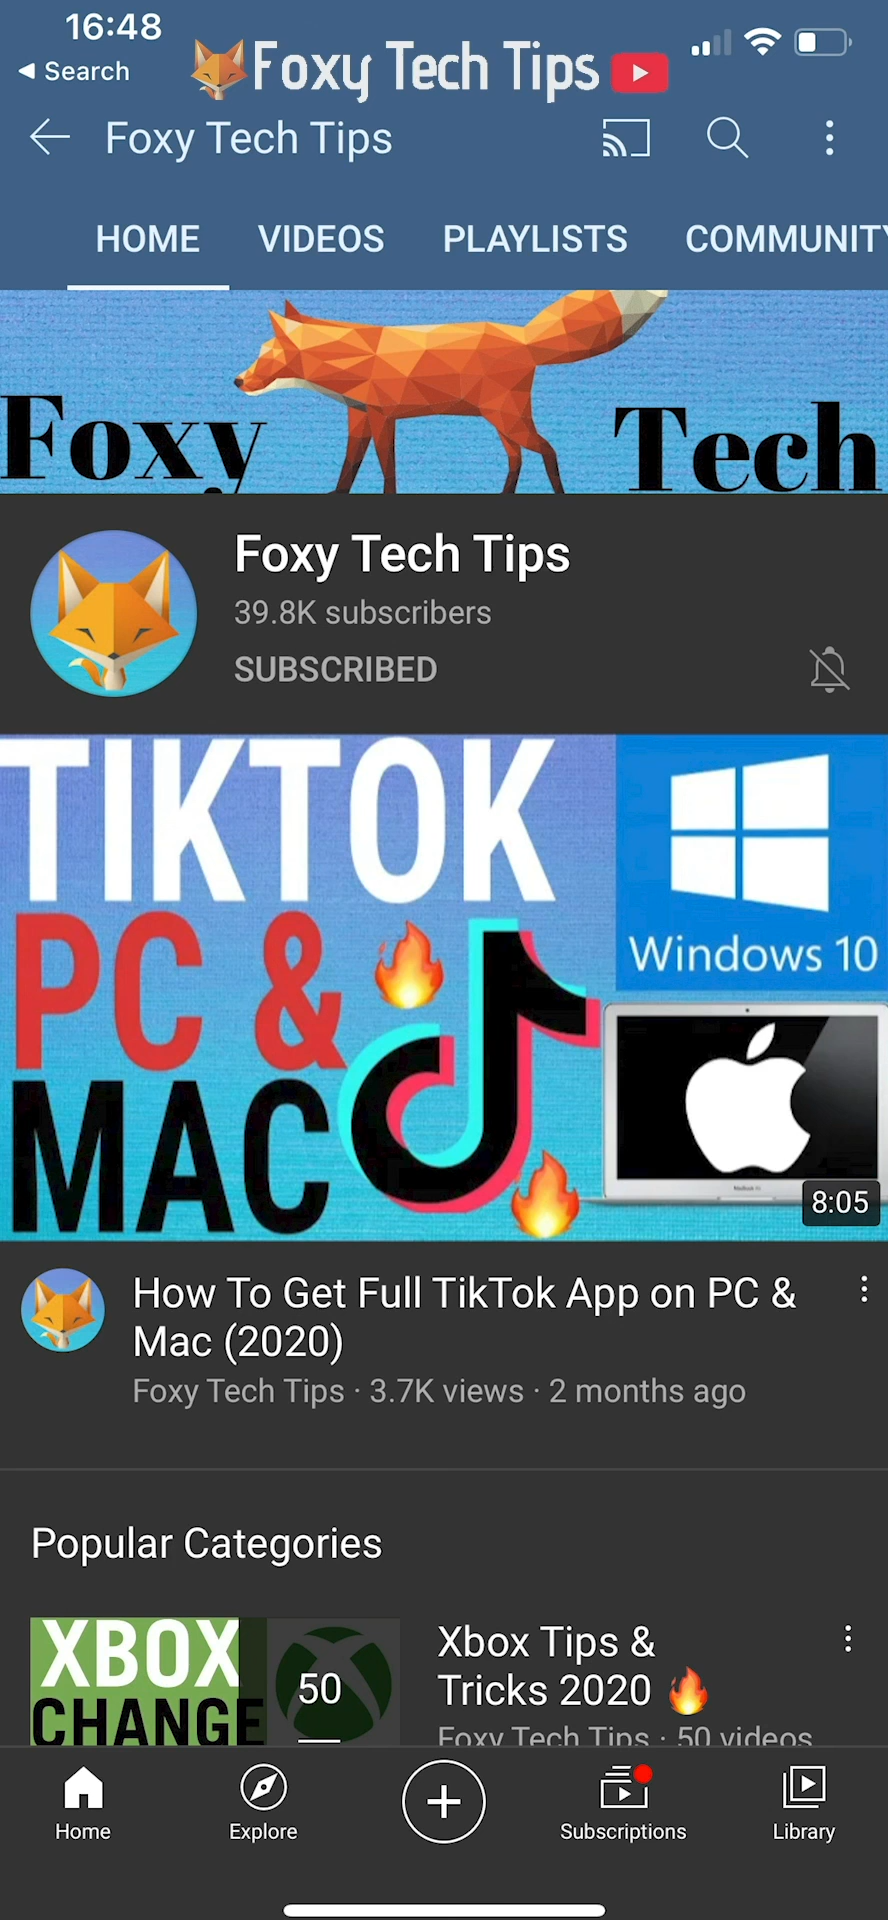 16:48
Search
Foxy Tech Tips
Foxy Tech Tips
HOME VIDEOS PLAYLISTS COMMUNITY
Foxy Tech
Foxy Tech Tips
39.8K subscribers
SUBSCRIBED
TIKTOK
PC &
MAC
Windows 10
8:05
How To Get Full TikTok App on PC &
Mac (2020)
Foxy Tech Tips · 3.7K views · 2 months ago
Popular Categories
XBOX
CHANGE
50
Xbox Tips &
Tricks 2020 🔥
Foxy Tech Tips · 50 videos
Home Explore Subscriptions Library